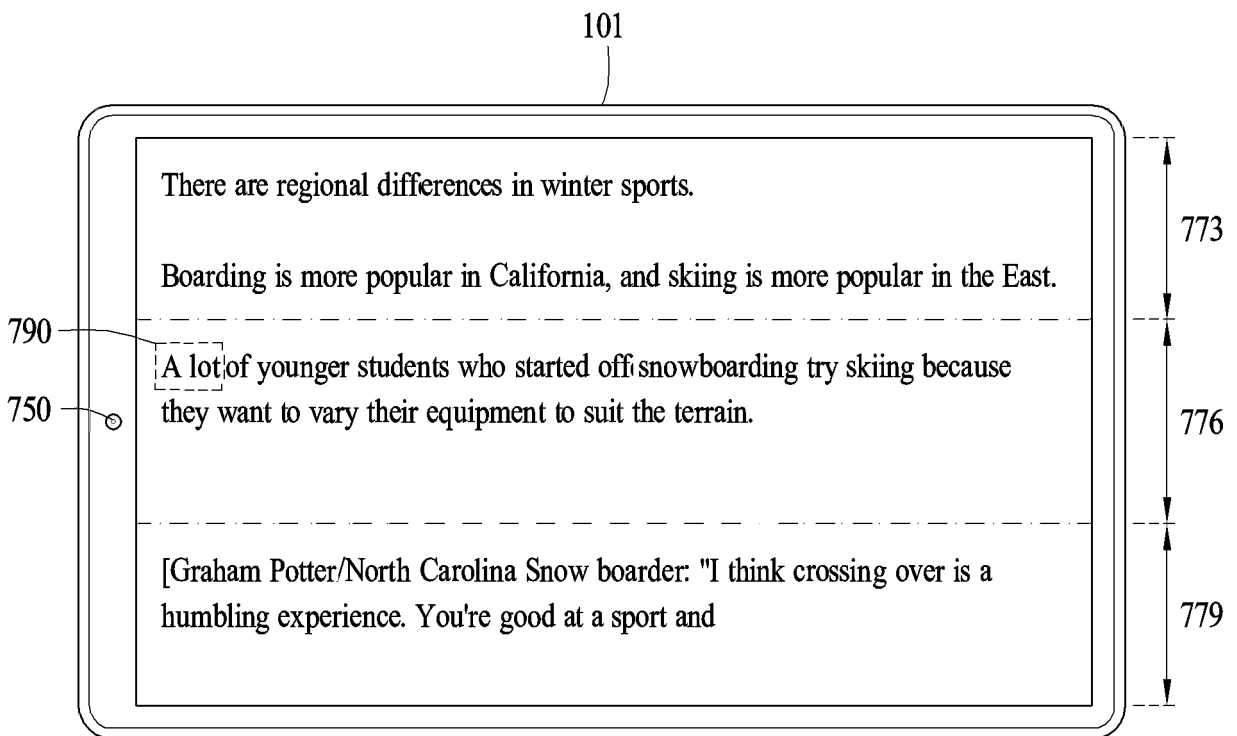 101
There are regional differences in winter sports.
773
Boarding is more popular in California, and skiing is more popular in the East.
790
A lot of younger students who started off snowboarding try skiing because
750
they want to vary their equipment to suit the terrain.
776
[Graham Potter/North Carolina Snow boarder: "I think crossing over is a
humbling experience. You're good at a sport and
779